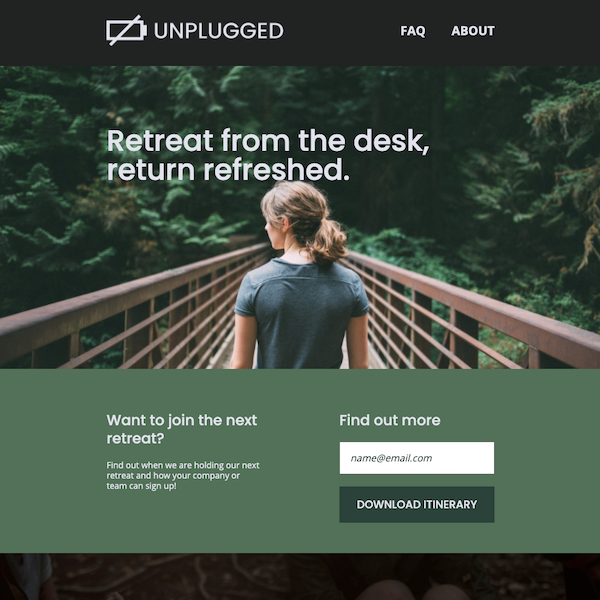 UNPLUGGED
FAQ
ABOUT
Retreat from the desk,
return refreshed.
Want to join the next
retreat?
Find out when we are holding our next
retreat and how your company or
team can sign up!
Find out more
name@email.com
DOWNLOAD ITINERARY